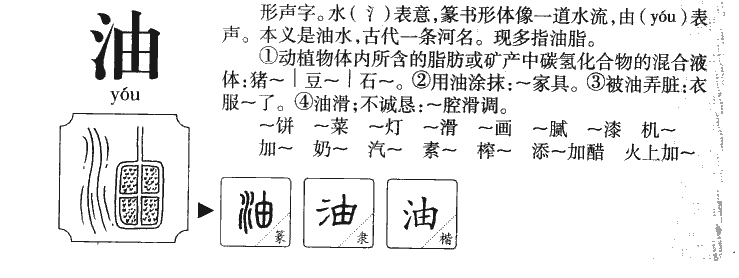 油
yóu
形声字。水(氵)表意,篆书形体像一道水流,由(yóu)表
声。本义是油水,古代一条河名。现多指油脂。
①动植物体内所含的脂肪或矿产中碳氢化合物的混合液
体:猪~|豆~|石~。②用油涂抹:~家具。③被油弄脏:衣
服~了。④油滑;不诚恳:~腔滑调。
~饼 ~菜 ~灯 ~滑 ~画 ~腻 ~漆 机~
加~ 奶~ 汽~ 素~ 榨~ 添~加醋 火上加~
油 篆 油 隶 油 楷